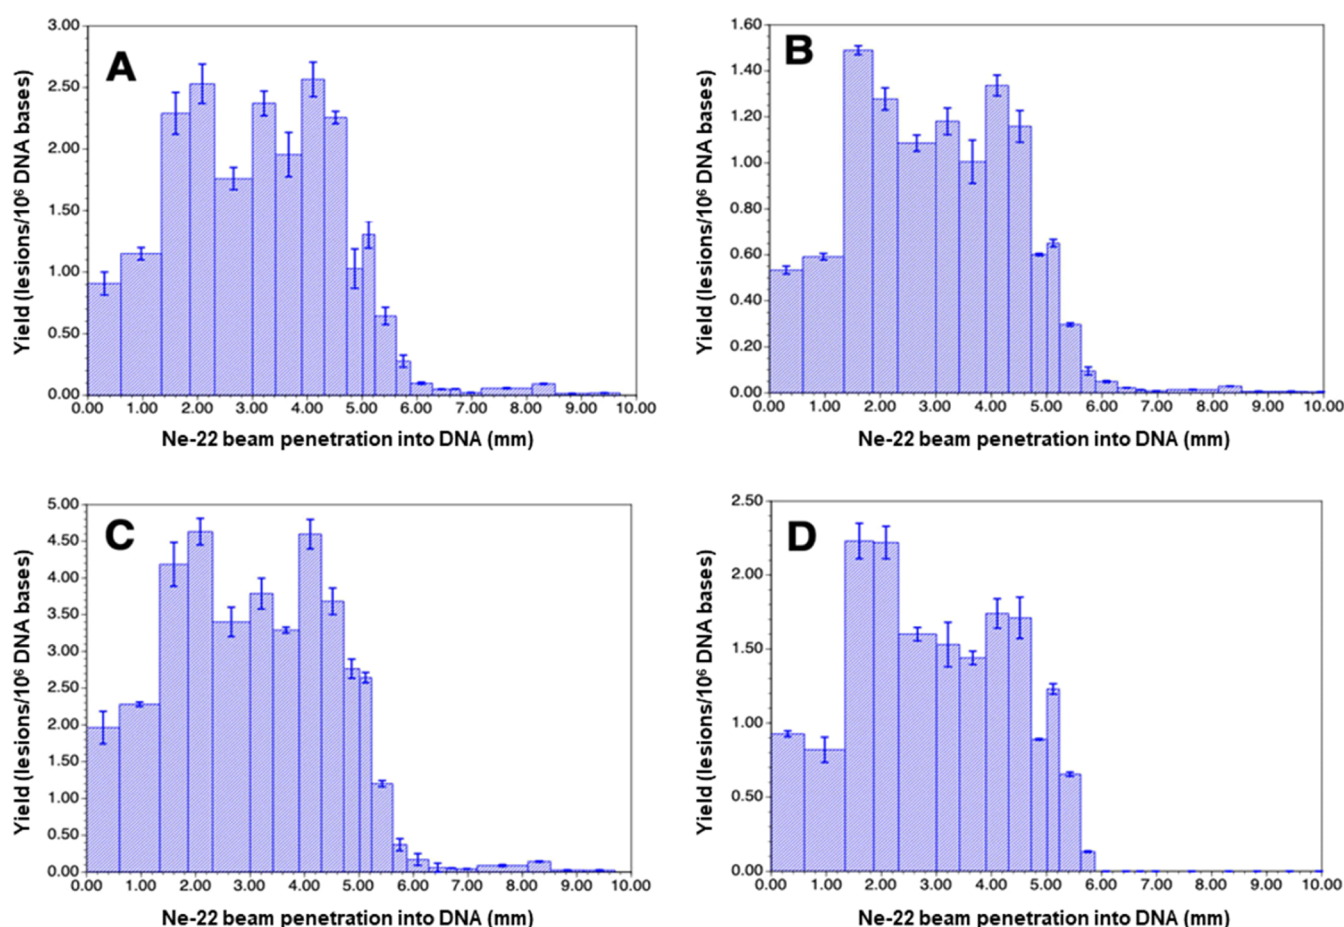 A
Yield (lesions/10⁶ DNA bases)
3.00
2.50
2.00
1.50
1.00
0.50
0.00
0.00 1.00 2.00 3.00 4.00 5.00 6.00 7.00 8.00 9.00 10.00
Ne-22 beam penetration into DNA (mm)
B
Yield (lesions/10⁶ DNA bases)
1.60
1.40
1.20
1.00
0.80
0.60
0.40
0.20
0.00
0.00 1.00 2.00 3.00 4.00 5.00 6.00 7.00 8.00 9.00 10.00
Ne-22 beam penetration into DNA (mm)
C
Yield (lesions/10⁶ DNA bases)
5.00
4.50
4.00
3.50
3.00
2.50
2.00
1.50
1.00
0.50
0.00
0.00 1.00 2.00 3.00 4.00 5.00 6.00 7.00 8.00 9.00 10.00
Ne-22 beam penetration into DNA (mm)
D
Yield (lesions/10⁶ DNA bases)
2.50
2.00
1.50
1.00
0.50
0.00
0.00 1.00 2.00 3.00 4.00 5.00 6.00 7.00 8.00 9.00 10.00
Ne-22 beam penetration into DNA (mm)